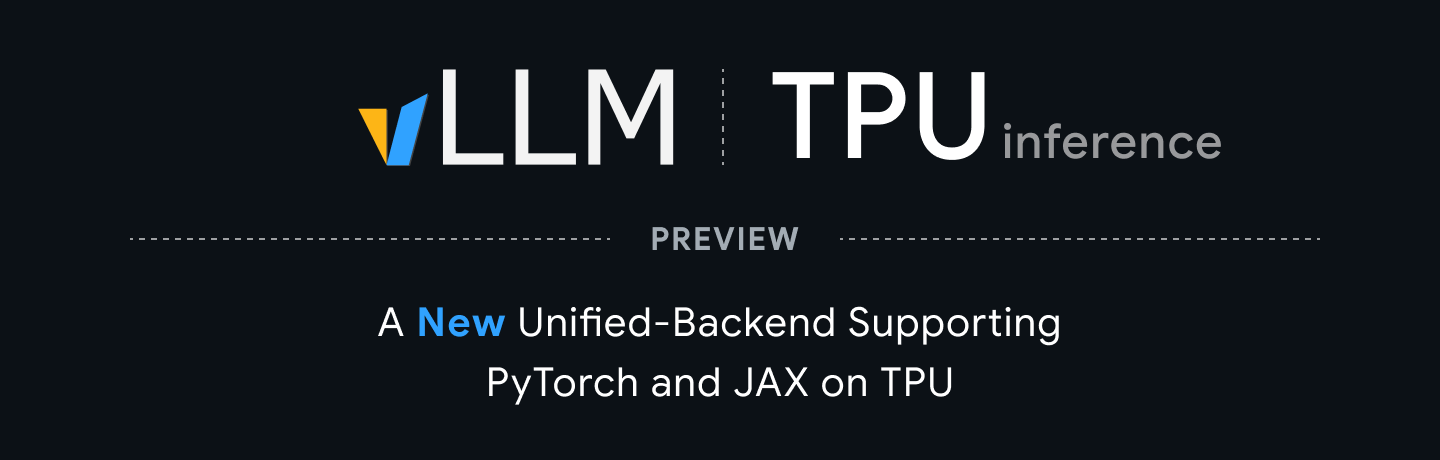 vLLM TPU inference
PREVIEW
A New Unified-Backend Supporting
PyTorch and JAX on TPU